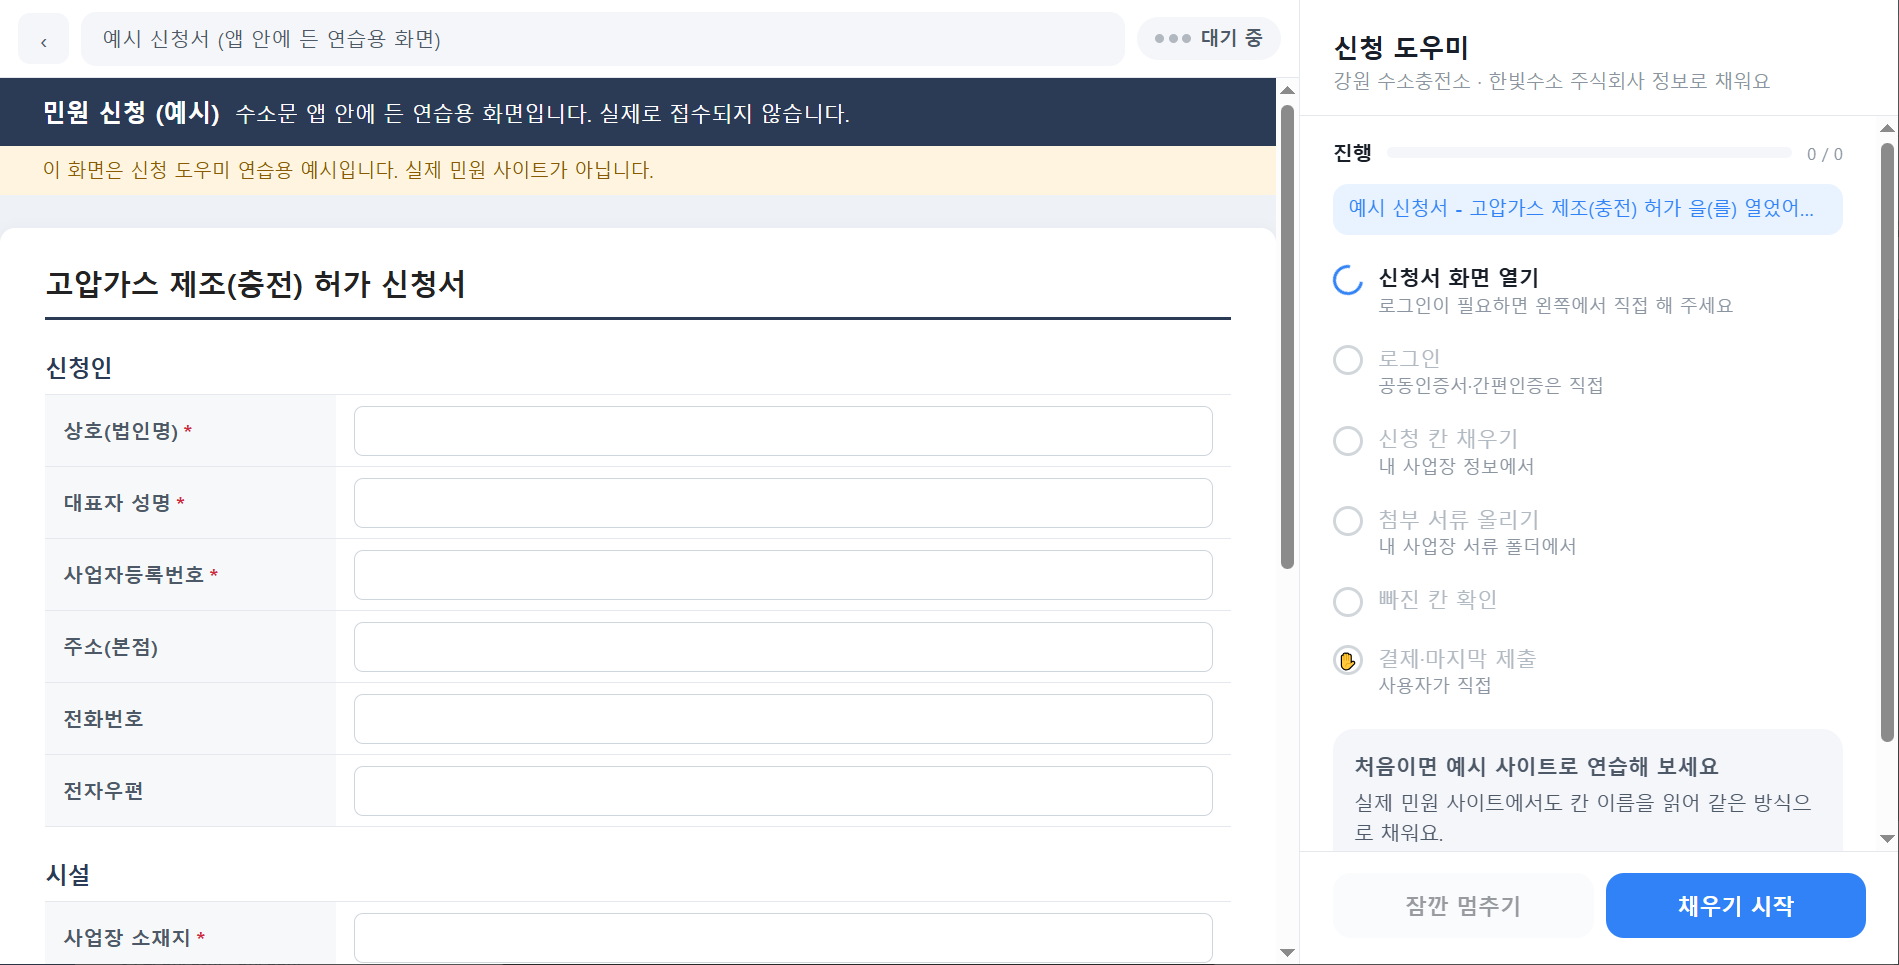 ‹
예시 신청서 (앱 안에 든 연습용 화면)
대기 중
민원 신청 (예시) 수소문 앱 안에 든 연습용 화면입니다. 실제로 접수되지 않습니다.
이 화면은 신청 도우미 연습용 예시입니다. 실제 민원 사이트가 아닙니다.
고압가스 제조(충전) 허가 신청서
신청인
상호(법인명) *
대표자 성명 *
사업자등록번호 *
주소(본점)
전화번호
전자우편
시설
사업장 소재지 *
신청 도우미
강원 수소충전소 · 한빛수소 주식회사 정보로 채워요
진행 0 / 0
예시 신청서 - 고압가스 제조(충전) 허가 을(를) 열었어...
신청서 화면 열기
로그인이 필요하면 왼쪽에서 직접 해 주세요
로그인
공동인증서·간편인증은 직접
신청 칸 채우기
내 사업장 정보에서
첨부 서류 올리기
내 사업장 서류 폴더에서
빠진 칸 확인
결제·마지막 제출
사용자가 직접
처음이면 예시 사이트로 연습해 보세요
실제 민원 사이트에서도 칸 이름을 읽어 같은 방식으
로 채워요.
잠깐 멈추기
채우기 시작